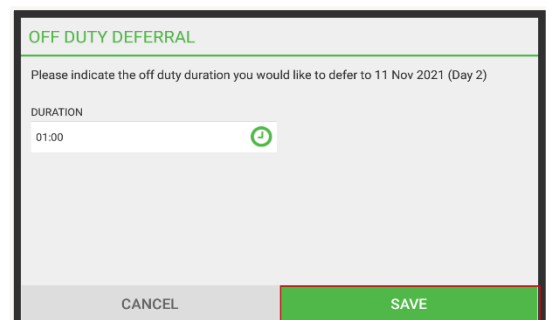 OFF DUTY DEFERRAL
Please indicate the off duty duration you would like to defer to 11 Nov 2021 (Day 2)
DURATION
01:00
CANCEL
SAVE